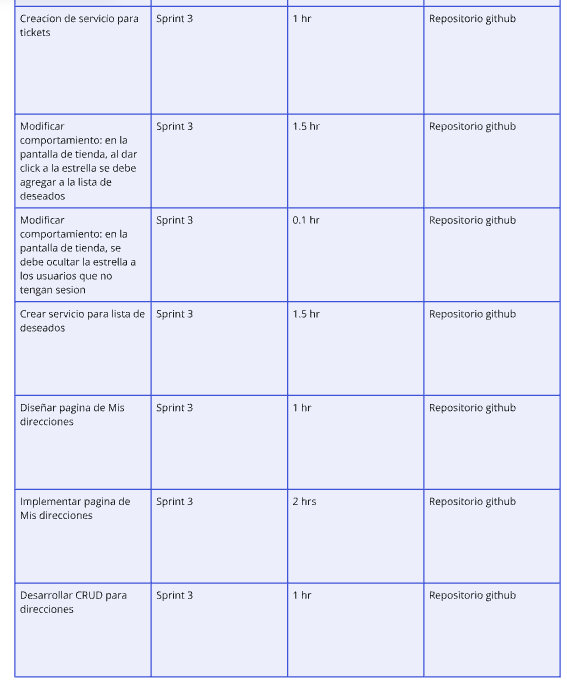 Creacion de servicio para
tickets
Sprint 3
1 hr
Repositorio github
Modificar
comportamiento: en la
pantalla de tienda, al dar
click a la estrella se debe
agregar a la lista de
deseados
Sprint 3
1.5 hr
Repositorio github
Modificar
comportamiento: en la
pantalla de tienda, se
debe ocultar la estrella a
los usuarios que no
tengan sesion
Sprint 3
0.1 hr
Repositorio github
Crear servicio para lista de
deseados
Sprint 3
1.5 hr
Repositorio github
Diseñar pagina de Mis
direcciones
Sprint 3
1 hr
Repositorio github
Implementar pagina de
Mis direcciones
Sprint 3
2 hrs
Repositorio github
Desarrollar CRUD para
direcciones
Sprint 3
1 hr
Repositorio github